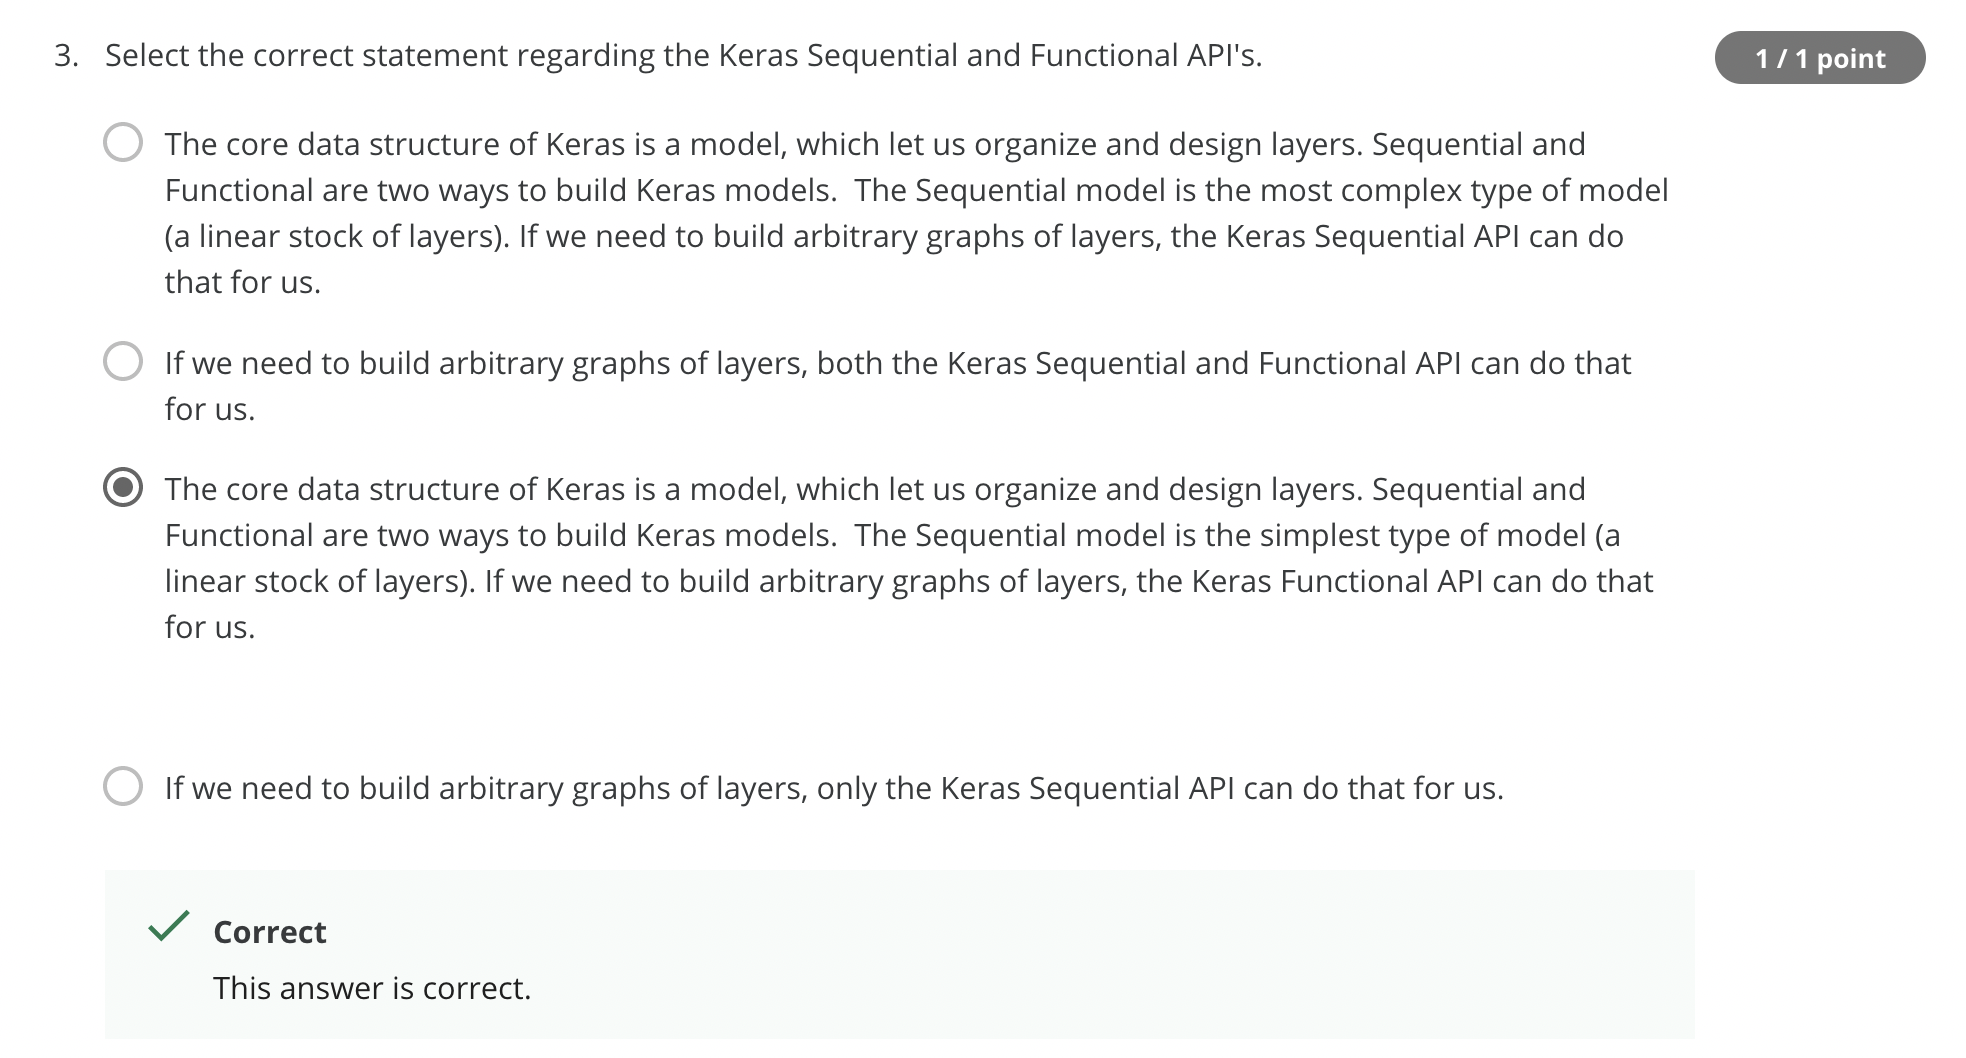 3. Select the correct statement regarding the Keras Sequential and Functional API's.
1 / 1 point
The core data structure of Keras is a model, which let us organize and design layers. Sequential and
Functional are two ways to build Keras models.  The Sequential model is the most complex type of model
(a linear stock of layers). If we need to build arbitrary graphs of layers, the Keras Sequential API can do
that for us.
If we need to build arbitrary graphs of layers, both the Keras Sequential and Functional API can do that
for us.
The core data structure of Keras is a model, which let us organize and design layers. Sequential and
Functional are two ways to build Keras models.  The Sequential model is the simplest type of model (a
linear stock of layers). If we need to build arbitrary graphs of layers, the Keras Functional API can do that
for us.
If we need to build arbitrary graphs of layers, only the Keras Sequential API can do that for us.
Correct
This answer is correct.